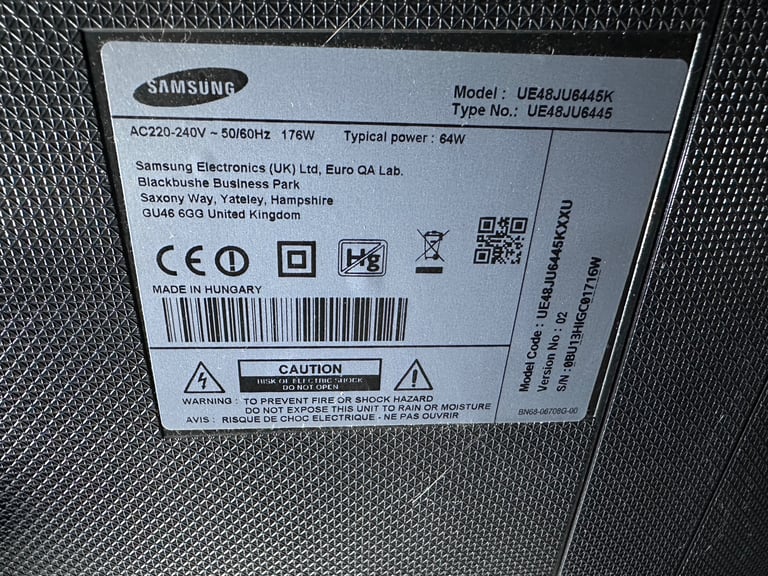 SAMSUNG
Model : UE48JU6445K
Type No.: UE48JU6445
AC220-240V ~ 50/60Hz 176W Typical power : 64W
Samsung Electronics (UK) Ltd, Euro QA Lab.
Blackbushe Business Park
Saxony Way, Yateley, Hampshire
GU46 6GG United Kingdom
CE
Hg
MADE IN HUNGARY
CAUTION
RISK OF ELECTRIC SHOCK
DO NOT OPEN
WARNING : TO PREVENT FIRE OR SHOCK HAZARD
DO NOT EXPOSE THIS UNIT TO RAIN OR MOISTURE
AVIS : RISQUE DE CHOC ELECTRIQUE - NE PAS OUVRIR
Model Code : UE48JU6445KXXU
Version No : 02
S/N : 0BU13HIGC01716W
BN68-06708G-00